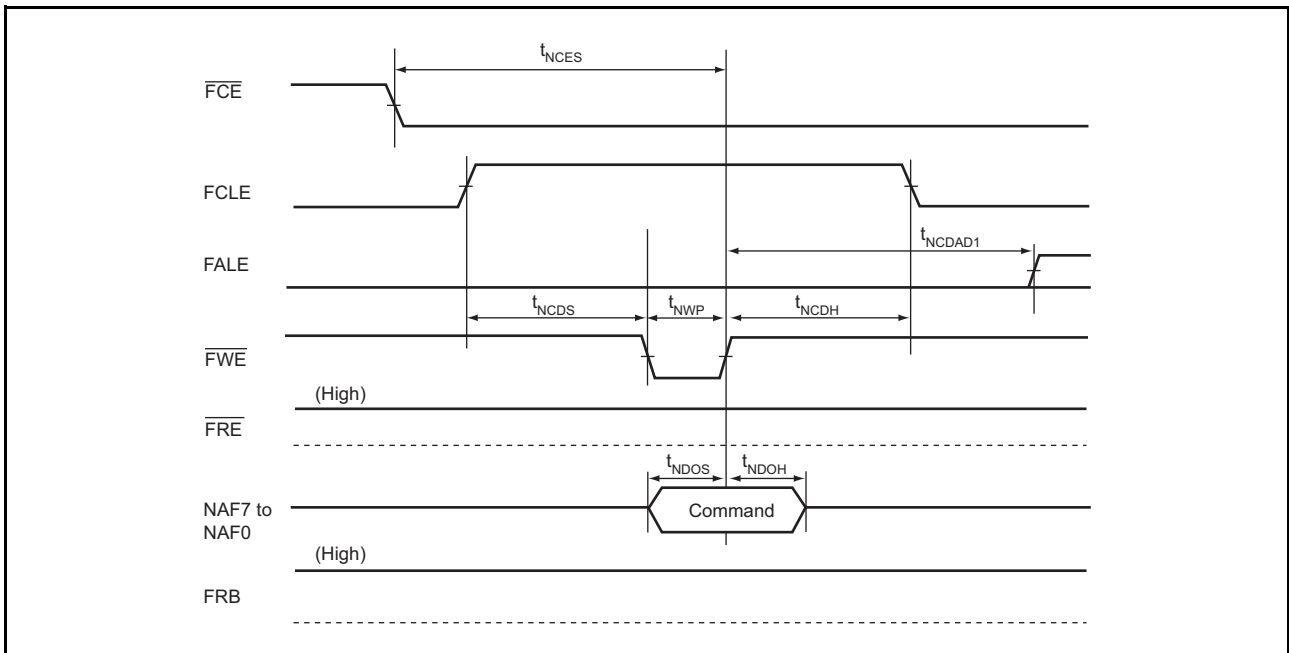 tNCES
FCE
FCLE
tNCDAD1
FALE
tNCDS
tNWP
tNCDH
FWE
(High)
FRE
tNDOS
tNDOH
NAF7 to
NAF0
Command
(High)
FRB